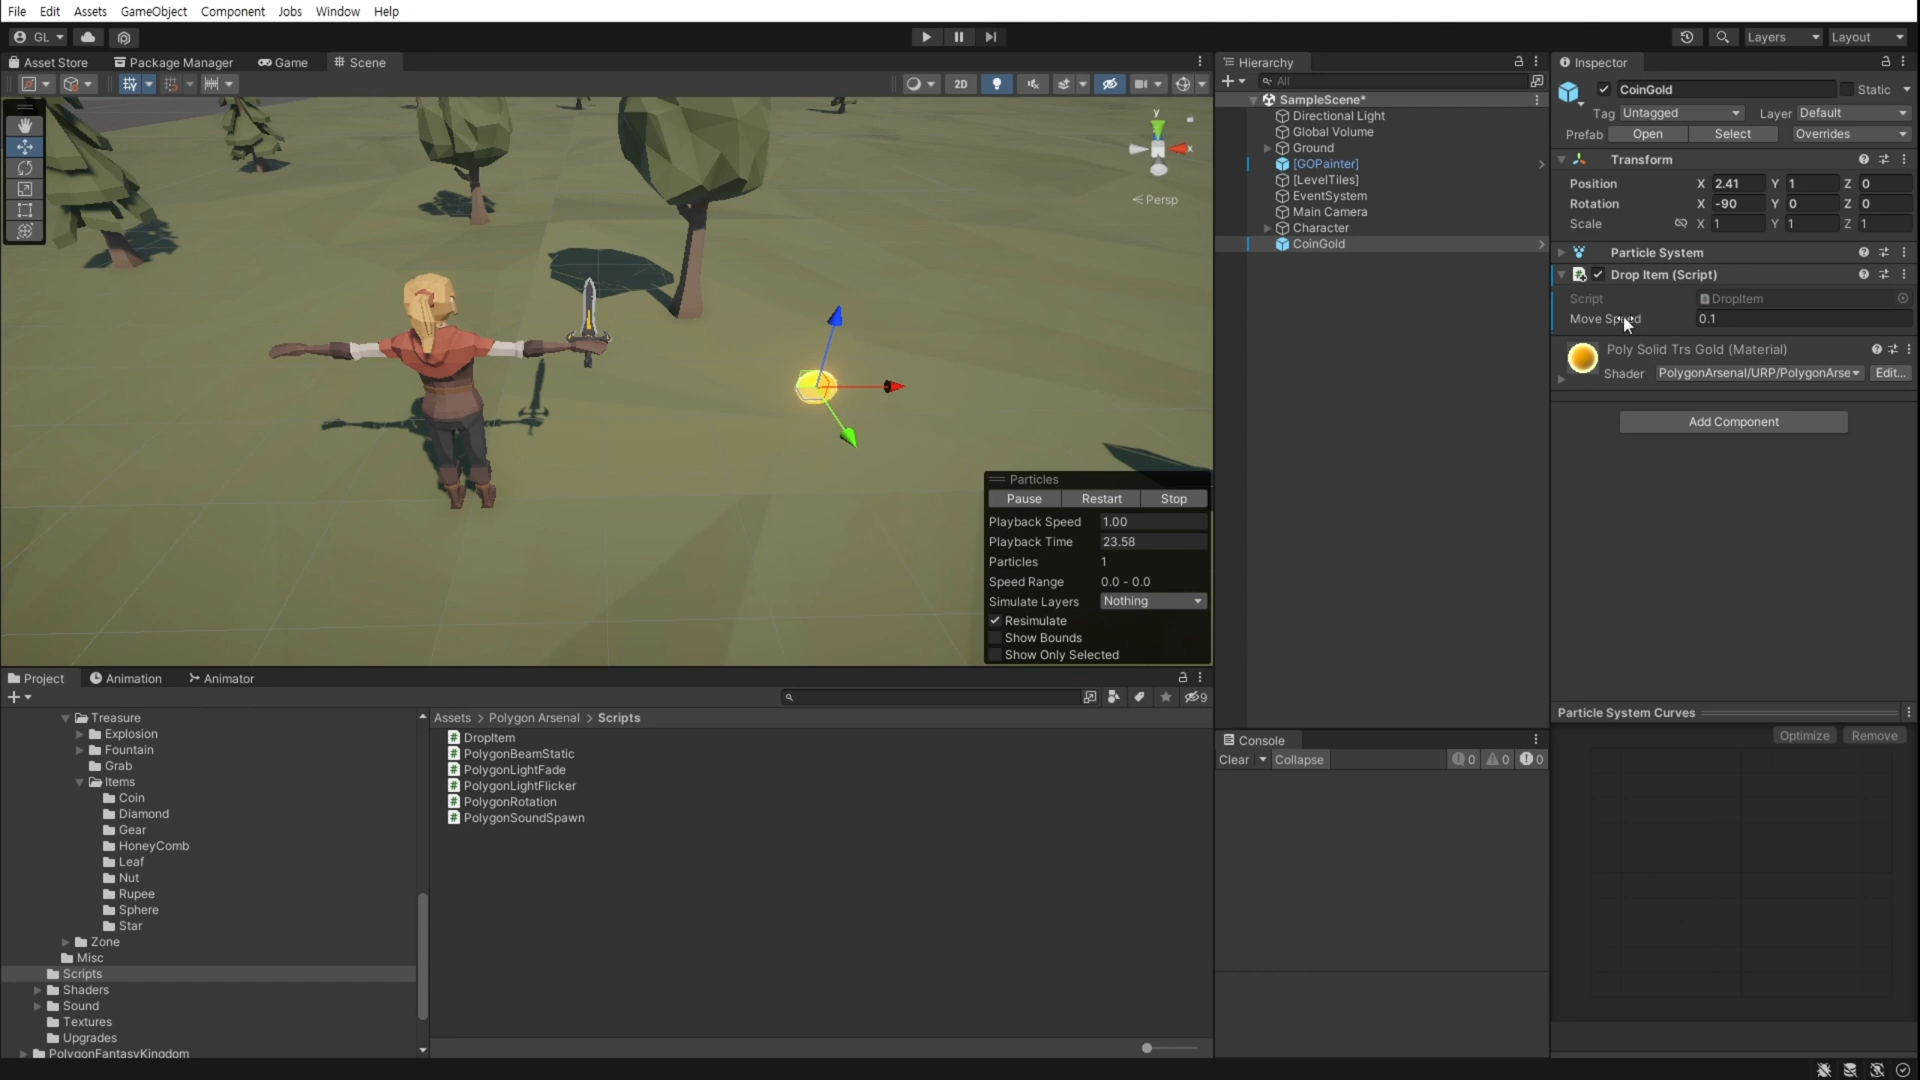 File Edit Assets GameObject Component Jobs Window Help
GL Layers Layout
Asset Store Package Manager Game Scene
2D
y
x
Persp
Particles
Pause Restart Stop
Playback Speed 1.00
Playback Time 23.58
Particles 1
Speed Range 0.0 - 0.0
Simulate Layers Nothing
Resimulate
Show Bounds
Show Only Selected
Hierarchy
All
SampleScene*
Directional Light
Global Volume
Ground
[GOPainter]
[LevelTiles]
EventSystem
Main Camera
Character
CoinGold
Inspector
CoinGold Static
Tag Untagged Layer Default
Prefab Open Select Overrides
Transform
Position X 2.41 Y 1 Z 0
Rotation X -90 Y 0 Z 0
Scale X 1 Y 1 Z 1
Particle System
Drop Item (Script)
Script DropItem
Move Speed 0.1
Poly Solid Trs Gold (Material)
Shader PolygonArsenal/URP/PolygonArse Edit...
Add Component
Particle System Curves
Optimize Remove
Project Animation Animator
9
Treasure
Explosion
Fountain
Grab
Items
Coin
Diamond
Gear
HoneyComb
Leaf
Nut
Rupee
Sphere
Star
Zone
Misc
Scripts
Shaders
Sound
Textures
Upgrades
PolygonFantasyKingdom
Assets > Polygon Arsenal > Scripts
DropItem
PolygonBeamStatic
PolygonLightFade
PolygonLightFlicker
PolygonRotation
PolygonSoundSpawn
Console
Clear Collapse 0 0 0